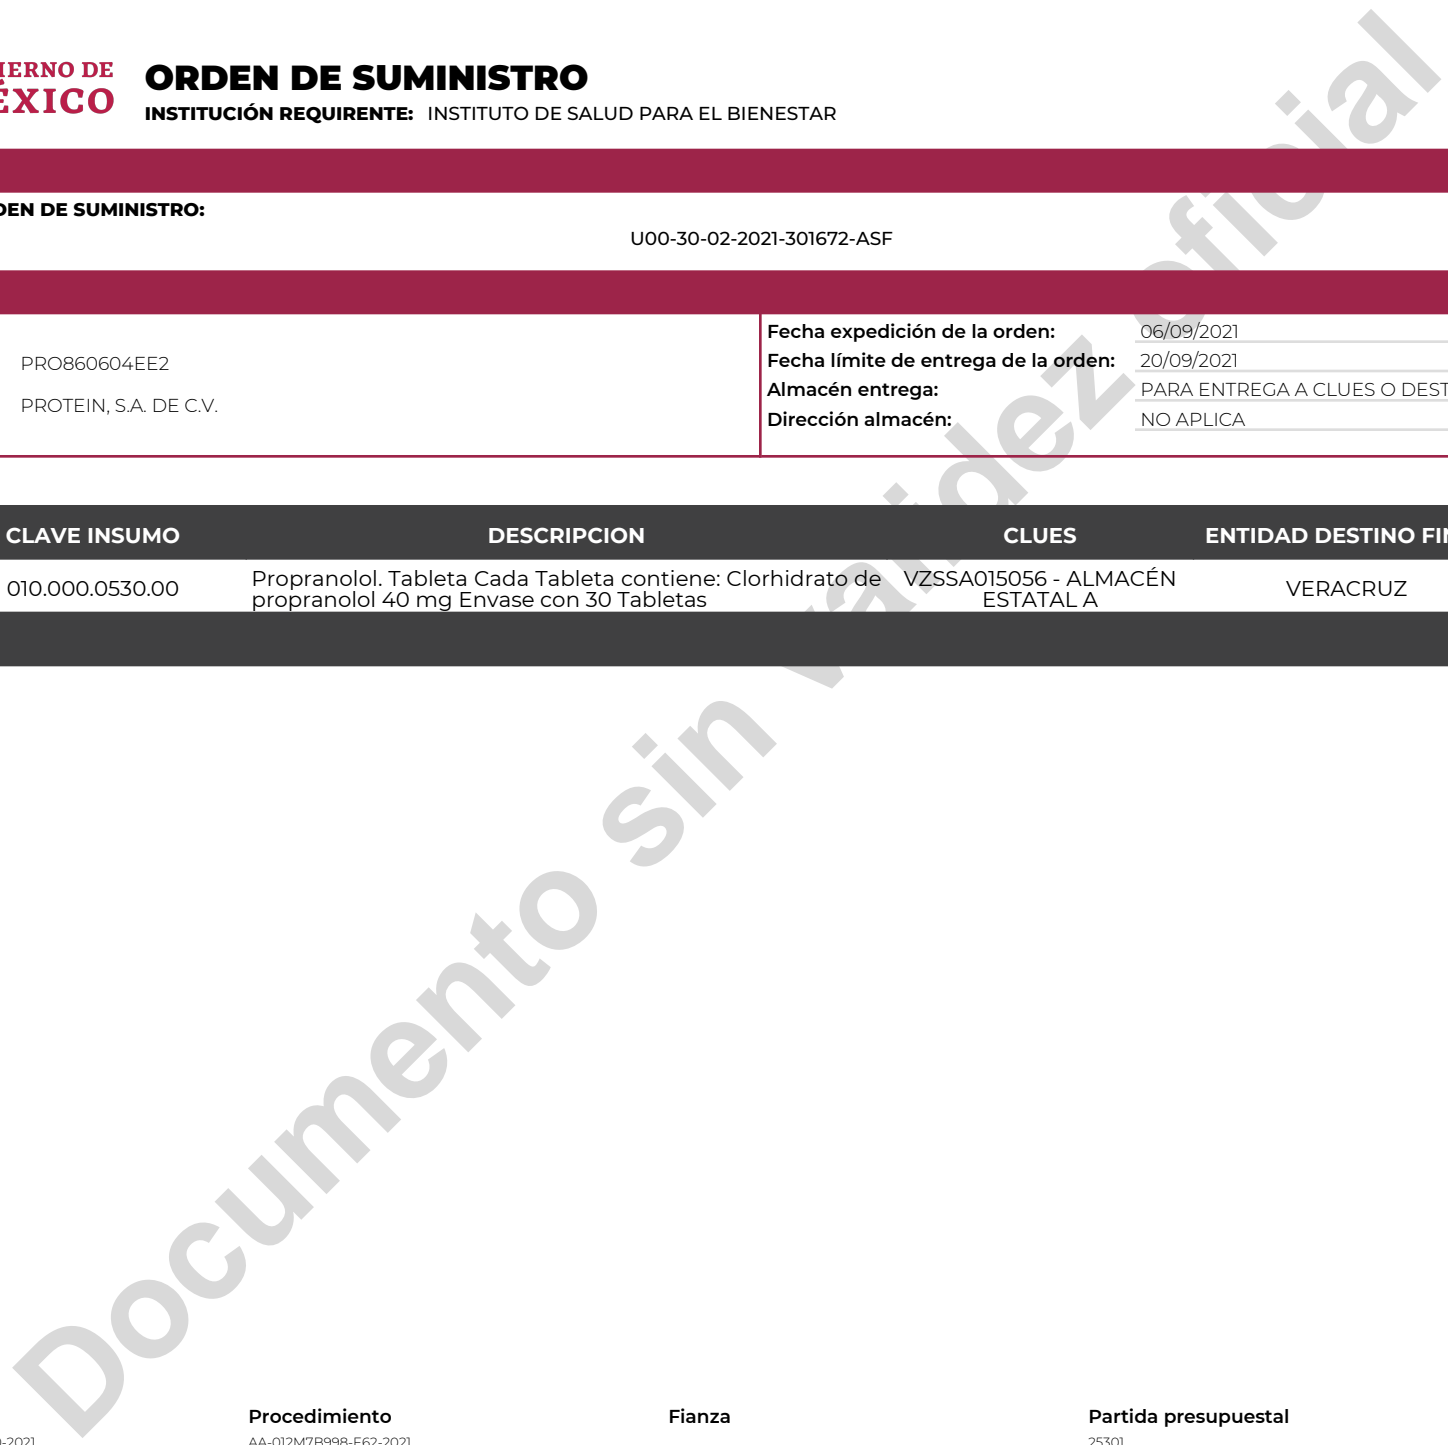 IERNO DE
ÉXICO
ORDEN DE SUMINISTRO
INSTITUCIÓN REQUIRENTE: INSTITUTO DE SALUD PARA EL BIENESTAR
DEN DE SUMINISTRO:
U00-30-02-2021-301672-ASF
PRO860604EE2
PROTEIN, S.A. DE C.V.
Fecha expedición de la orden: 06/09/2021
Fecha límite de entrega de la orden: 20/09/2021
Almacén entrega: PARA ENTREGA A CLUES O DEST
Dirección almacén: NO APLICA
CLAVE INSUMO DESCRIPCION CLUES ENTIDAD DESTINO FIN
010.000.0530.00 Propranolol. Tableta Cada Tableta contiene: Clorhidrato de propranolol 40 mg Envase con 30 Tabletas VZSSA015056 - ALMACÉN ESTATAL A VERACRUZ
Documento sin validez oficial
Procedimiento Fianza Partida presupuestal
-2021 AA-012M7B998-E62-2021 25301